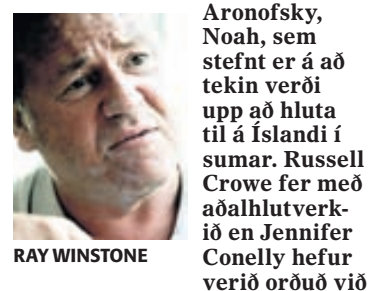 RAY WINSTONE
Aronofsky,
Noah, sem
stefnt er á að
tekin verði
upp að hluta
til á Íslandi í
sumar. Russell
Crowe fer með
aðalhlutverk-
ið en Jennifer
Conelly hefur
verið orðuð við